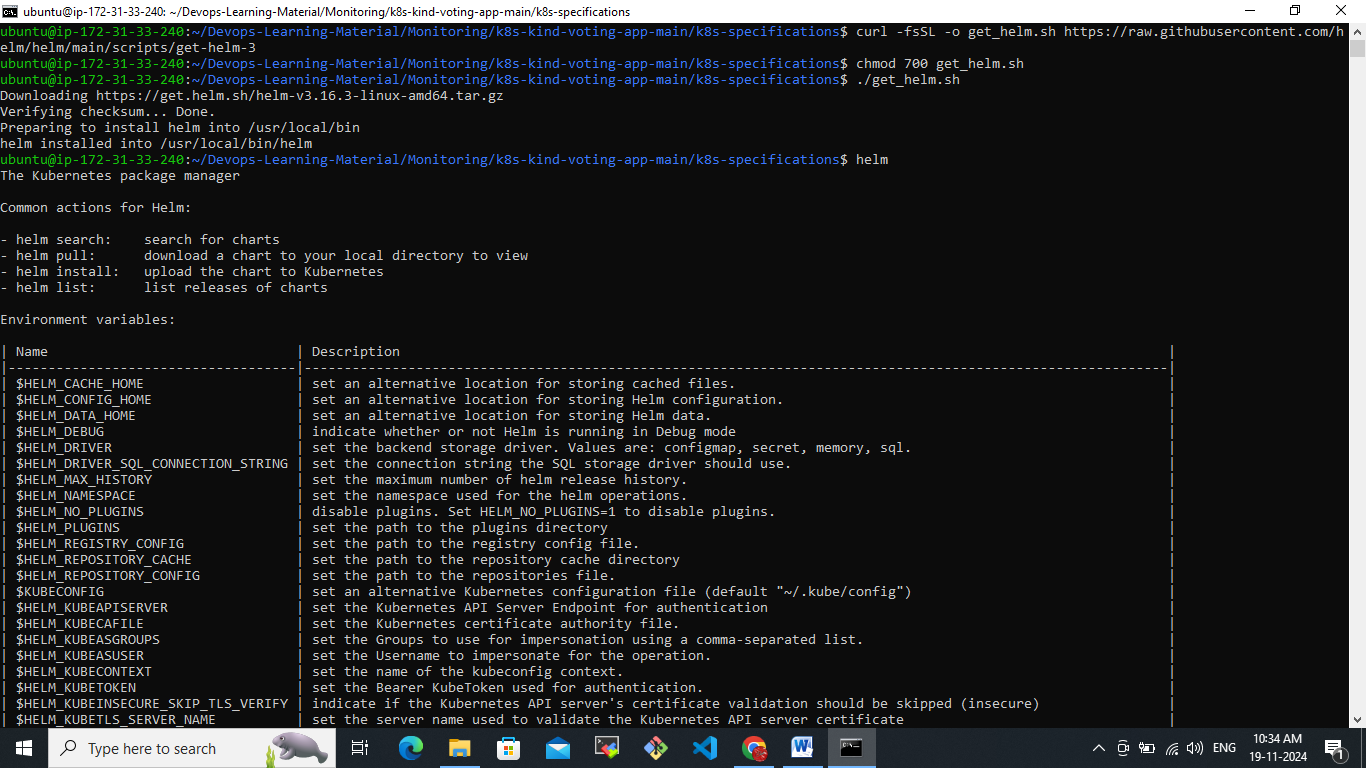 ubuntu@ip-172-31-33-240: ~/Devops-Learning-Material/Monitoring/k8s-kind-voting-app-main/k8s-specifications
ubuntu@ip-172-31-33-240:~/Devops-Learning-Material/Monitoring/k8s-kind-voting-app-main/k8s-specifications$ curl -fsSL -o get_helm.sh https://raw.githubusercontent.com/h
elm/helm/main/scripts/get-helm-3
ubuntu@ip-172-31-33-240:~/Devops-Learning-Material/Monitoring/k8s-kind-voting-app-main/k8s-specifications$ chmod 700 get_helm.sh
ubuntu@ip-172-31-33-240:~/Devops-Learning-Material/Monitoring/k8s-kind-voting-app-main/k8s-specifications$ ./get_helm.sh
Downloading https://get.helm.sh/helm-v3.16.3-linux-amd64.tar.gz
Verifying checksum... Done.
Preparing to install helm into /usr/local/bin
helm installed into /usr/local/bin/helm
ubuntu@ip-172-31-33-240:~/Devops-Learning-Material/Monitoring/k8s-kind-voting-app-main/k8s-specifications$ helm
The Kubernetes package manager
Common actions for Helm:
- helm search:    search for charts
- helm pull:      download a chart to your local directory to view
- helm install:   upload the chart to Kubernetes
- helm list:      list releases of charts
Environment variables:
| Name                               | Description                                                                                                |
|------------------------------------|------------------------------------------------------------------------------------------------------------|
| $HELM_CACHE_HOME                   | set an alternative location for storing cached files.                                                      |
| $HELM_CONFIG_HOME                  | set an alternative location for storing Helm configuration.                                                |
| $HELM_DATA_HOME                    | set an alternative location for storing Helm data.                                                         |
| $HELM_DEBUG                        | indicate whether or not Helm is running in Debug mode                                                      |
| $HELM_DRIVER                       | set the backend storage driver. Values are: configmap, secret, memory, sql.                                |
| $HELM_DRIVER_SQL_CONNECTION_STRING | set the connection string the SQL storage driver should use.                                               |
| $HELM_MAX_HISTORY                  | set the maximum number of helm release history.                                                            |
| $HELM_NAMESPACE                    | set the namespace used for the helm operations.                                                            |
| $HELM_NO_PLUGINS                   | disable plugins. Set HELM_NO_PLUGINS=1 to disable plugins.                                                 |
| $HELM_PLUGINS                      | set the path to the plugins directory                                                                      |
| $HELM_REGISTRY_CONFIG              | set the path to the registry config file.                                                                  |
| $HELM_REPOSITORY_CACHE             | set the path to the repository cache directory                                                             |
| $HELM_REPOSITORY_CONFIG            | set the path to the repositories file.                                                                     |
| $KUBECONFIG                        | set an alternative Kubernetes configuration file (default "~/.kube/config")                                |
| $HELM_KUBEAPISERVER                | set the Kubernetes API Server Endpoint for authentication                                                  |
| $HELM_KUBECAFILE                   | set the Kubernetes certificate authority file.                                                             |
| $HELM_KUBEASGROUPS                 | set the Groups to use for impersonation using a comma-separated list.                                      |
| $HELM_KUBEASUSER                   | set the Username to impersonate for the operation.                                                         |
| $HELM_KUBECONTEXT                  | set the name of the kubeconfig context.                                                                    |
| $HELM_KUBETOKEN                    | set the Bearer KubeToken used for authentication.                                                          |
| $HELM_KUBEINSECURE_SKIP_TLS_VERIFY | indicate if the Kubernetes API server's certificate validation should be skipped (insecure)                |
| $HELM_KUBETLS_SERVER_NAME          | set the server name used to validate the Kubernetes API server certificate                                 |
Type here to search
ENG
10:34 AM
19-11-2024
1